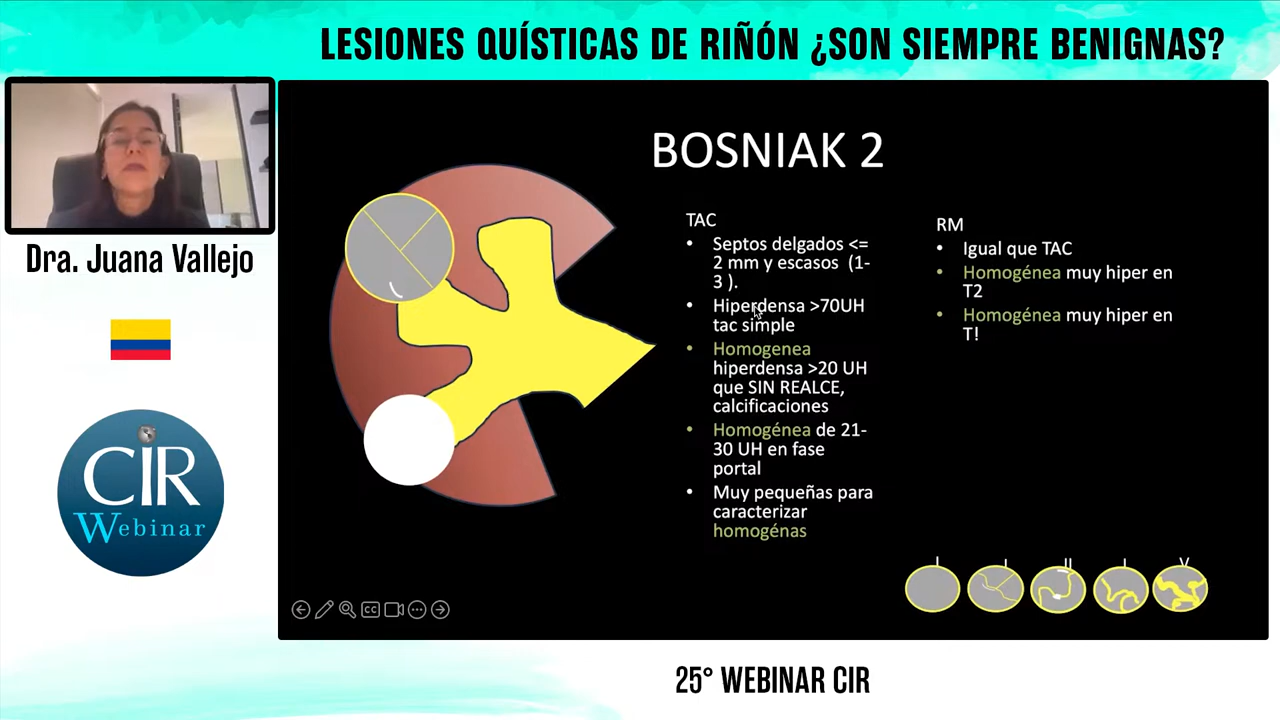 LESIONES QUÍSTICAS DE RIÑÓN ¿SON SIEMPRE BENIGNAS?
Dra. Juana Vallejo
CIR
Webinar
BOSNIAK 2
TAC
• Septos delgados <=
2 mm y escasos (1-
3 ).
• Hiperdensa >70UH
tac simple
• Homogenea
hiperdensa >20 UH
que SIN REALCE,
calcificaciones
• Homogénea de 21-
30 UH en fase
portal
• Muy pequeñas para
caracterizar
homogénas
RM
• Igual que TAC
• Homogénea muy hiper en
T2
• Homogénea muy hiper en
T!
I I II I V
CC
25° WEBINAR CIR